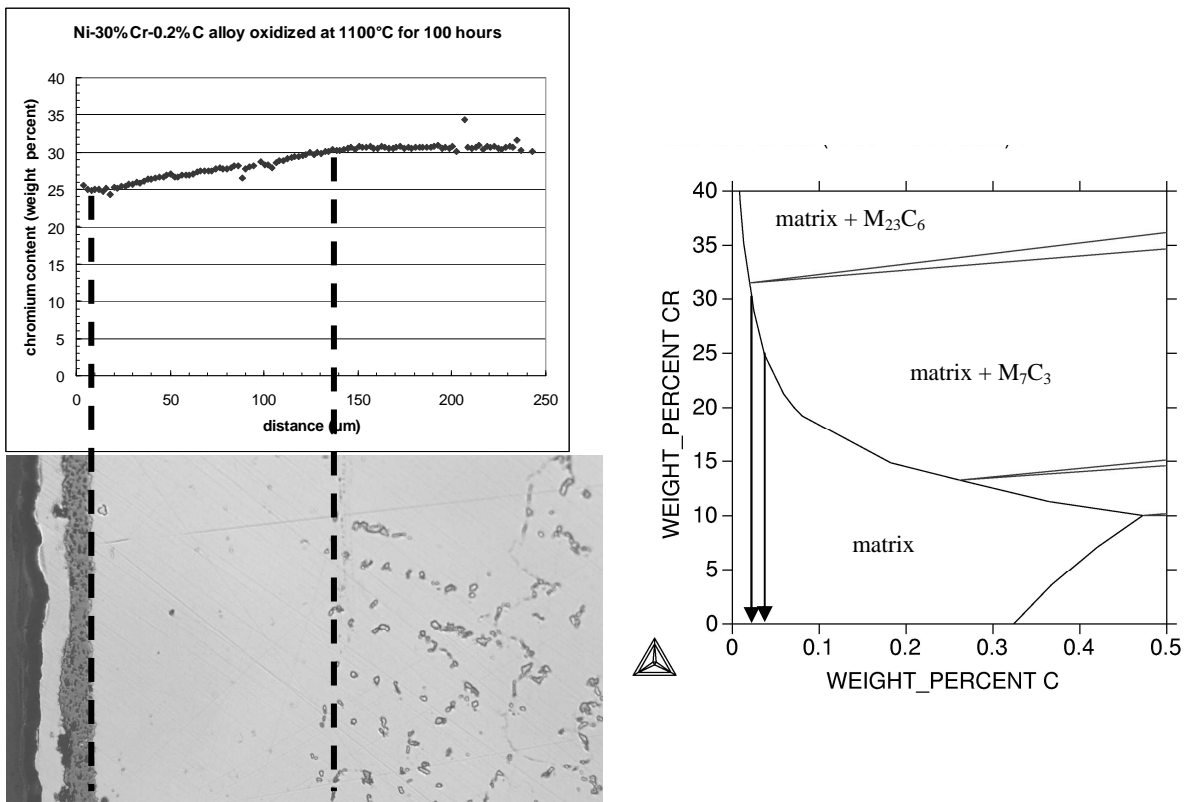 Ni-30%Cr-0.2%C alloy oxidized at 1100°C for 100 hours
chromium content (weight percent)
40
35
30
25
20
15
10
5
0
0 50 100 150 200 250
distance (µm)
WEIGHT_PERCENT CR
40
35
30
25
20
15
10
5
0
matrix + M₂₃C₆
matrix + M₇C₃
matrix
0 0.1 0.2 0.3 0.4 0.5
WEIGHT_PERCENT C